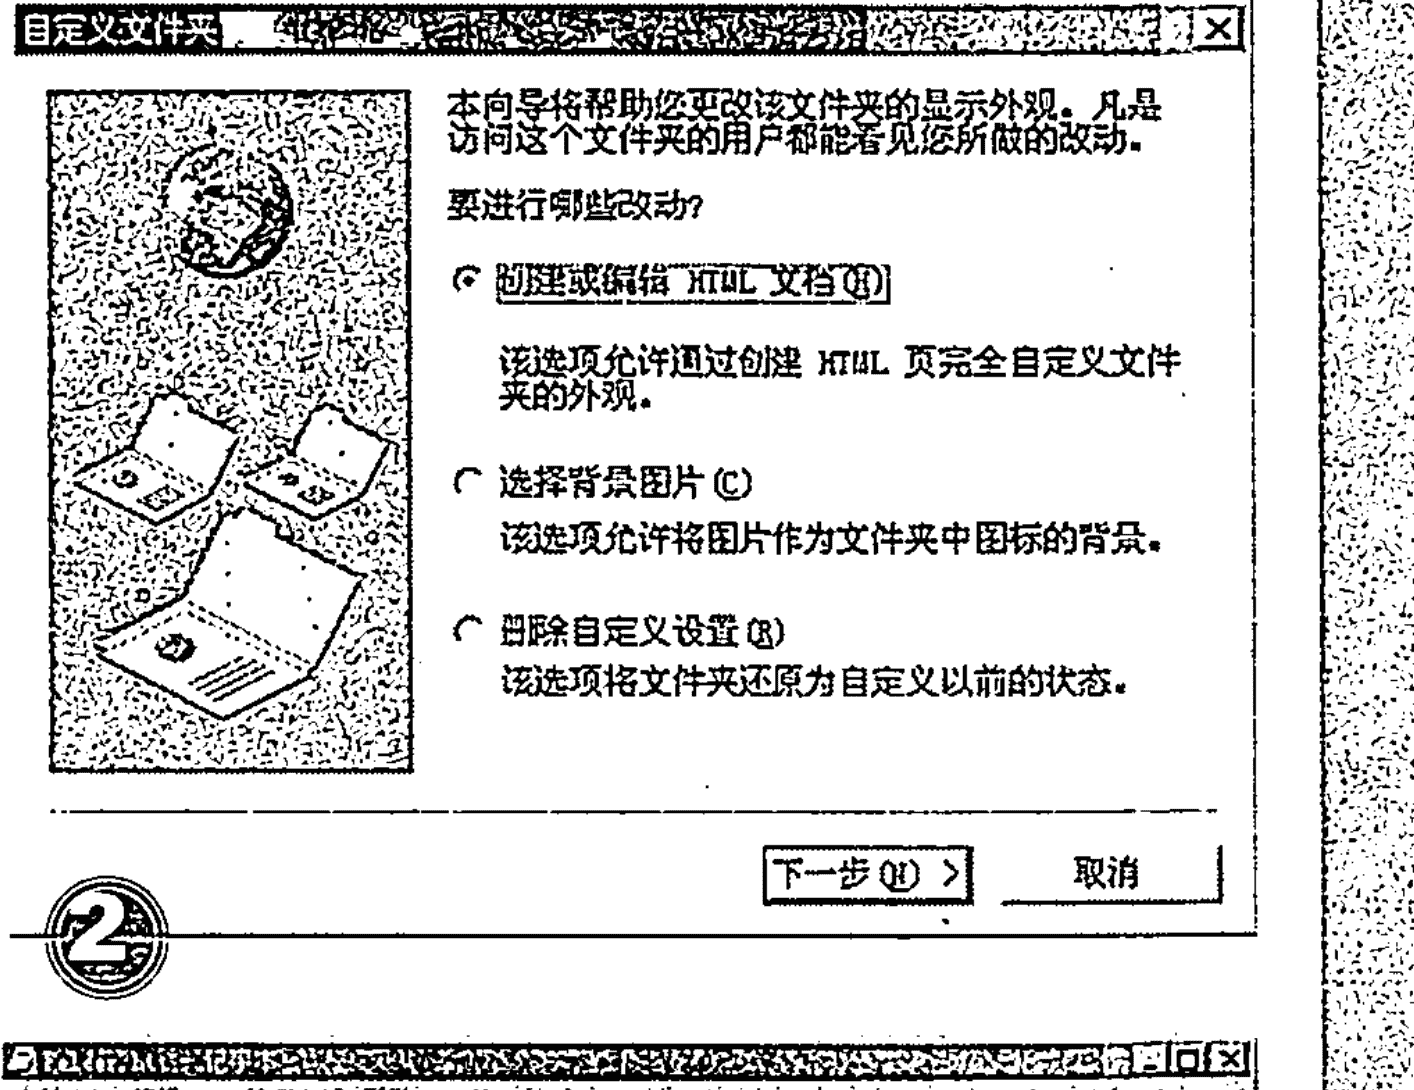 自定义文件夹
本向导将帮助您更改该文件夹的显示外观。凡是
访问这个文件夹的用户都能看见您所做的改动。
要进行哪些改动?
创建或编辑 HTML 文档(H)
该选项允许通过创建 HTML 页完全自定义文件
夹的外观。
选择背景图片(C)
该选项允许将图片作为文件夹中图标的背景。
删除自定义设置(R)
该选项将文件夹还原为自定义以前的状态。
下一步(N) >
取消
2